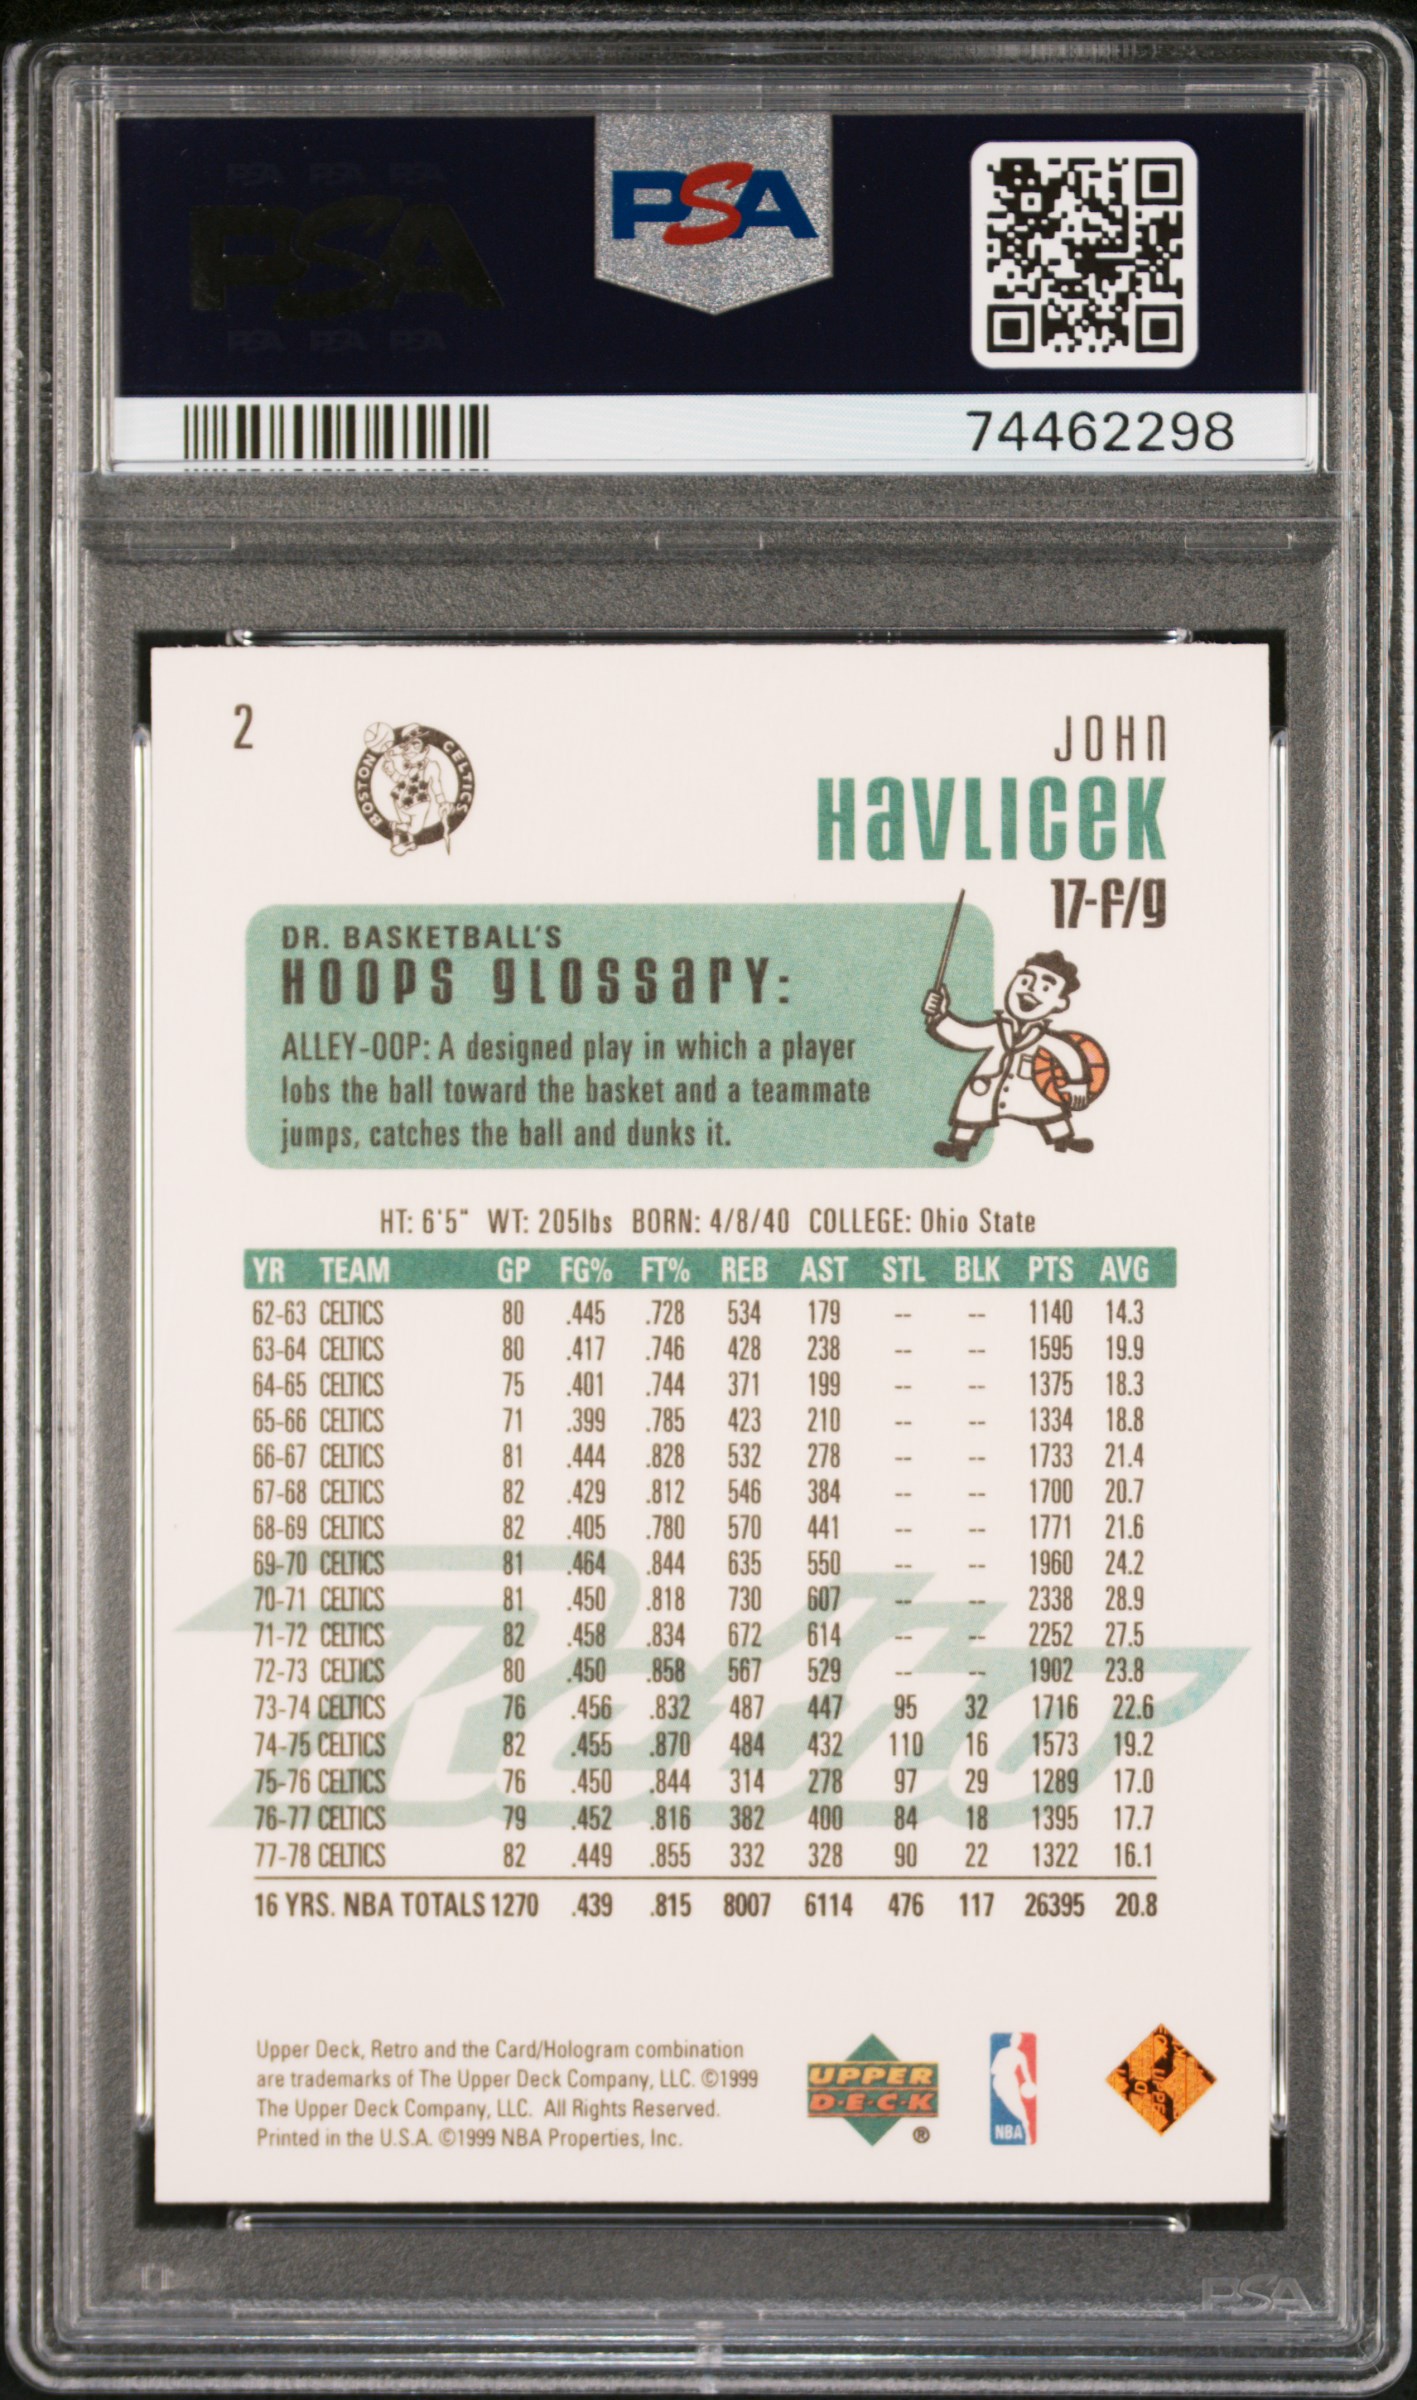 PSA PSA PSA
PSA
PSA PSA PSA
PSA
74462298
2
BOSTON CELTICS
JOHN
HAVLICEK
17-F/G
DR. BASKETBALL'S
HOOPS GLOSSARY:
ALLEY-OOP: A designed play in which a player
lobs the ball toward the basket and a teammate
jumps, catches the ball and dunks it.
HT: 6'5" WT: 205lbs BORN: 4/8/40 COLLEGE: Ohio State
YR TEAM GP FG% FT% REB AST STL BLK PTS AVG
62-63 CELTICS 80 .445 .728 534 179 -- -- 1140 14.3
63-64 CELTICS 80 .417 .746 428 238 -- -- 1595 19.9
64-65 CELTICS 75 .401 .744 371 199 -- -- 1375 18.3
65-66 CELTICS 71 .399 .785 423 210 -- -- 1334 18.8
66-67 CELTICS 81 .444 .828 532 278 -- -- 1733 21.4
67-68 CELTICS 82 .429 .812 546 384 -- -- 1700 20.7
68-69 CELTICS 82 .405 .780 570 441 -- -- 1771 21.6
69-70 CELTICS 81 .464 .844 635 550 -- -- 1960 24.2
70-71 CELTICS 81 .450 .818 730 607 -- -- 2338 28.9
71-72 CELTICS 82 .458 .834 672 614 -- -- 2252 27.5
72-73 CELTICS 80 .450 .858 567 529 -- -- 1902 23.8
73-74 CELTICS 76 .456 .832 487 447 95 32 1716 22.6
74-75 CELTICS 82 .455 .870 484 432 110 16 1573 19.2
75-76 CELTICS 76 .450 .844 314 278 97 29 1289 17.0
76-77 CELTICS 79 .452 .816 382 400 84 18 1395 17.7
77-78 CELTICS 82 .449 .855 332 328 90 22 1322 16.1
16 YRS. NBA TOTALS 1270 .439 .815 8007 6114 476 117 26395 20.8
Retro
Upper Deck, Retro and the Card/Hologram combination
are trademarks of The Upper Deck Company, LLC. ©1999
The Upper Deck Company, LLC. All Rights Reserved.
Printed in the U.S.A. ©1999 NBA Properties, Inc.
UPPER
D·E·C·K
®
NBA
PSA